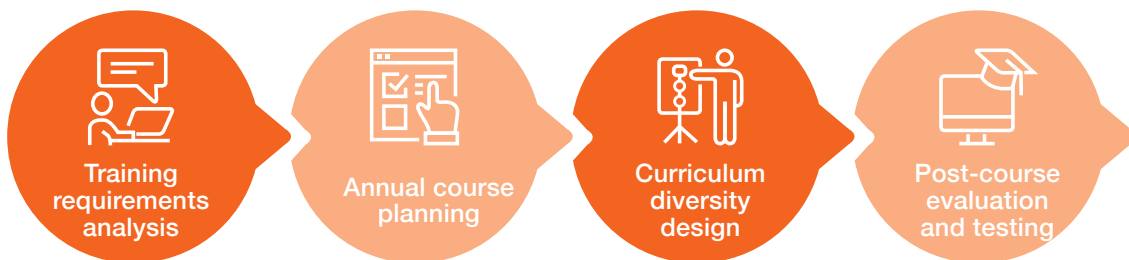 Training
requirements
analysis
Annual course
planning
Curriculum
diversity
design
Post-course
evaluation
and testing